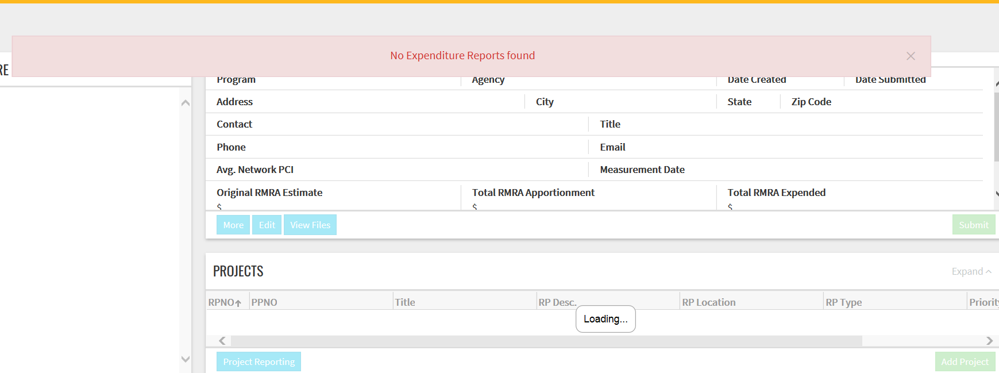 No Expenditure Reports found
RE
Program Agency Date Created Date Submitted
Address City State Zip Code
Contact Title
Phone Email
Avg. Network PCI Measurement Date
Original RMRA Estimate Total RMRA Apportionment Total RMRA Expended
$ $ $
More Edit View Files Submit
PROJECTS Expand
RPNO PPNO Title RP Desc. RP Location RP Type Priority
Loading...
Project Reporting Add Project